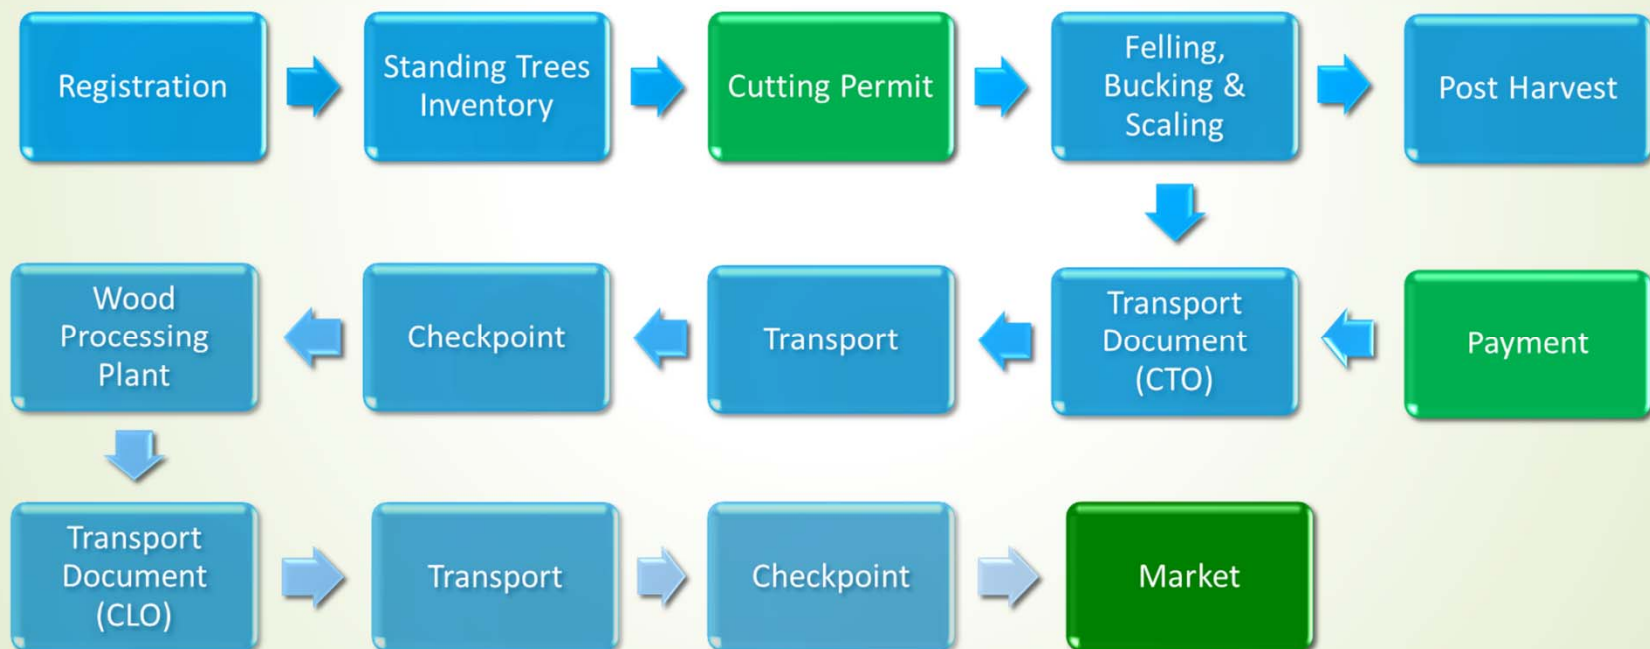 Registration
Standing Trees
Inventory
Cutting Permit
Felling,
Bucking &
Scaling
Post Harvest
Wood
Processing
Plant
Checkpoint
Transport
Transport
Document
(CTO)
Payment
Transport
Document
(CLO)
Transport
Checkpoint
Market